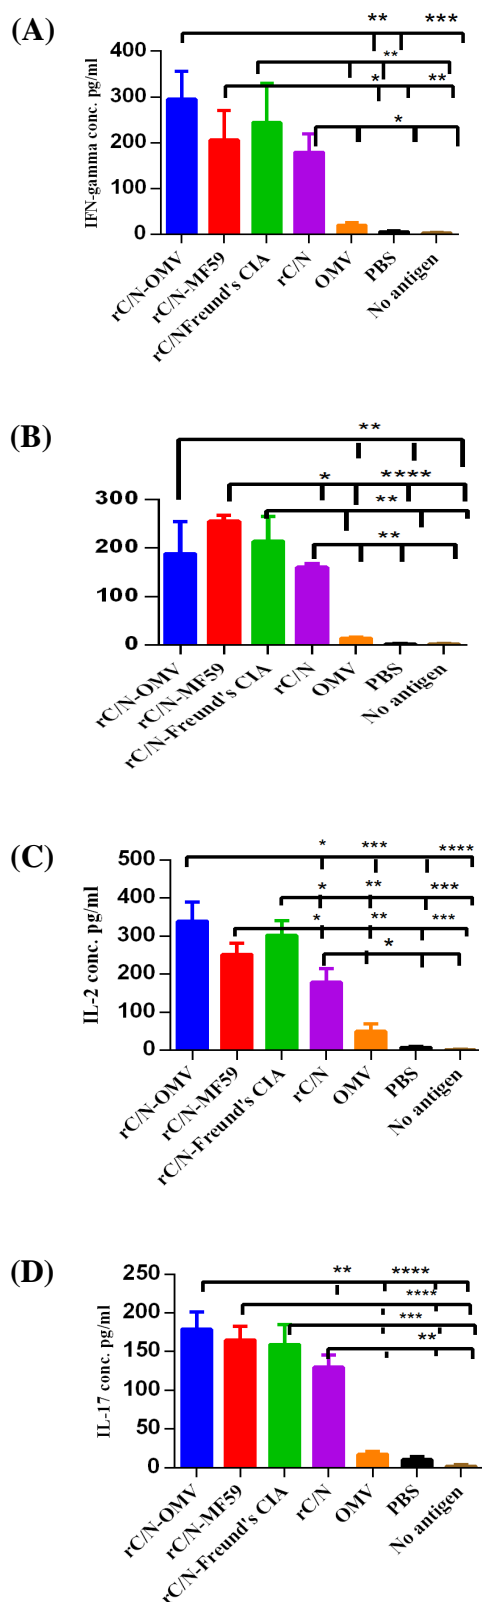 (A)
** ***
**
* **
*
IFN-gamma conc. pg/ml
400
300
200
100
0
rC/N-OMV
rC/N-MF59
rC/NFreund's CIA
rC/N
OMV
PBS
No antigen
(B)
**
* ****
**
**
300
200
100
0
rC/N-OMV
rC/N-MF59
rC/N-Freund's CIA
rC/N
OMV
PBS
No antigen
(C)
* *** ****
* ** ***
* ** ***
*
IL-2 conc. pg/ml
500
400
300
200
100
0
rC/N-OMV
rC/N-MF59
rC/N-Freund's CIA
rC/N
OMV
PBS
No antigen
(D)
** ****
****
***
**
IL-17 conc. pg/ml
250
200
150
100
50
0
rC/N-OMV
rC/N-MF59
rC/N-Freund's CIA
rC/N
OMV
PBS
No antigen